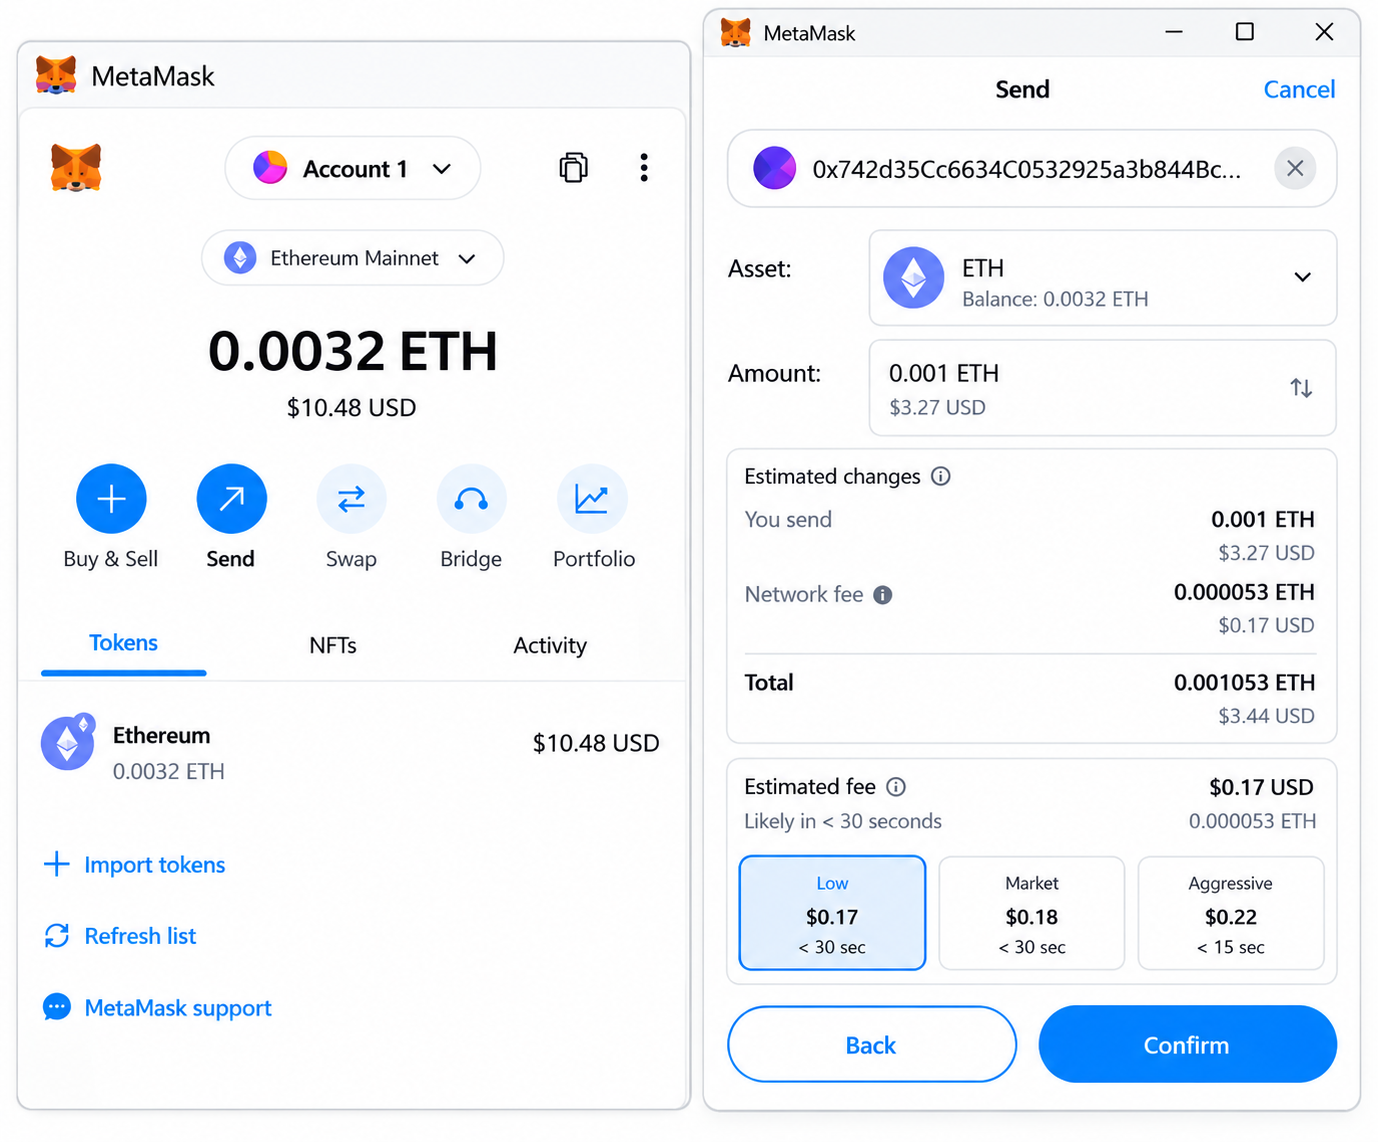 MetaMask
Account 1
Ethereum Mainnet
0.0032 ETH
$10.48 USD
Buy & Sell
Send
Swap
Bridge
Portfolio
Tokens
NFTs
Activity
Ethereum
$10.48 USD
0.0032 ETH
Import tokens
Refresh list
MetaMask support
MetaMask
Send
Cancel
0x742d35Cc6634C0532925a3b844Bc...
Asset:
ETH
Balance: 0.0032 ETH
Amount:
0.001 ETH
$3.27 USD
Estimated changes
You send
0.001 ETH
$3.27 USD
Network fee
0.000053 ETH
$0.17 USD
Total
0.001053 ETH
$3.44 USD
Estimated fee
$0.17 USD
Likely in < 30 seconds
0.000053 ETH
Low
$0.17
< 30 sec
Market
$0.18
< 30 sec
Aggressive
$0.22
< 15 sec
Back
Confirm